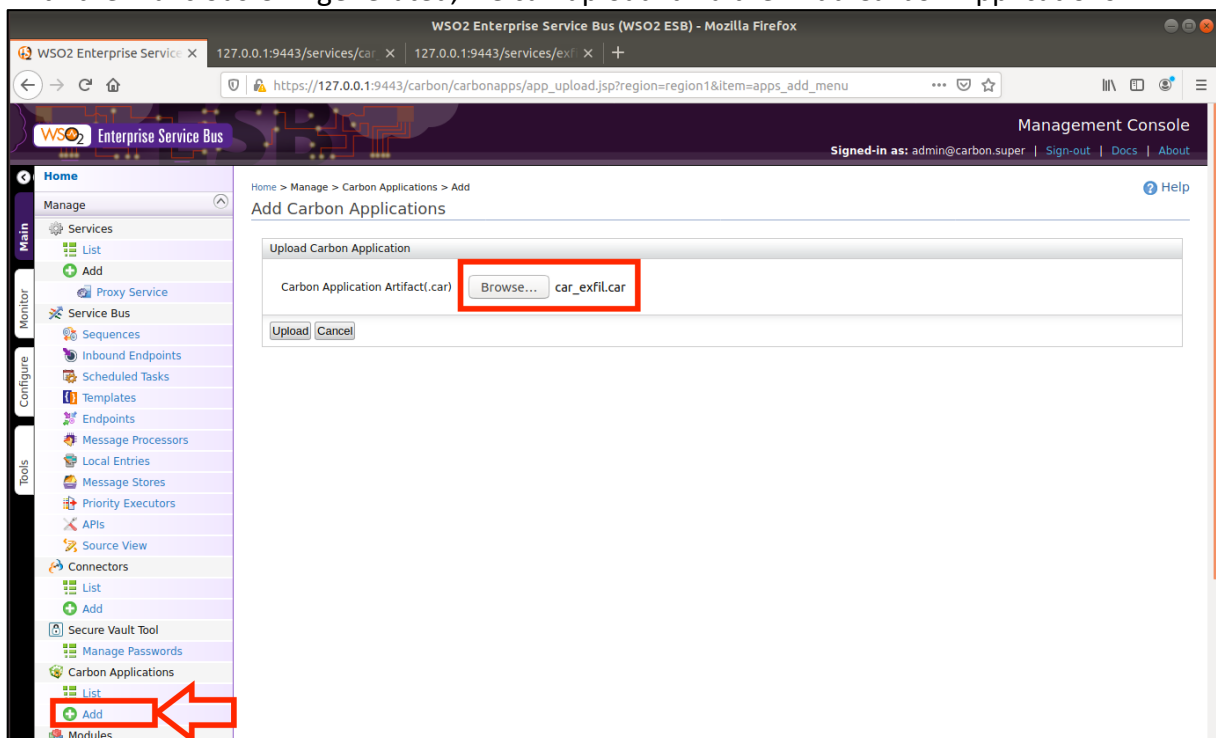 WSO2 Enterprise Service Bus (WSO2 ESB) - Mozilla Firefox
WSO2 Enterprise Service
127.0.0.1:9443/services/car_
127.0.0.1:9443/services/exfi
https://127.0.0.1:9443/carbon/carbonapps/app_upload.jsp?region=region1&item=apps_add_menu
WSO2 Enterprise Service Bus
Management Console
Signed-in as: admin@carbon.super | Sign-out | Docs | About
Main
Monitor
Configure
Tools
Home
Manage
Services
List
Add
Proxy Service
Service Bus
Sequences
Inbound Endpoints
Scheduled Tasks
Templates
Endpoints
Message Processors
Local Entries
Message Stores
Priority Executors
APIs
Source View
Connectors
List
Add
Secure Vault Tool
Manage Passwords
Carbon Applications
List
Add
Modules
Home > Manage > Carbon Applications > Add
Help
Add Carbon Applications
Upload Carbon Application
Carbon Application Artifact(.car) Browse... car_exfil.car
Upload Cancel